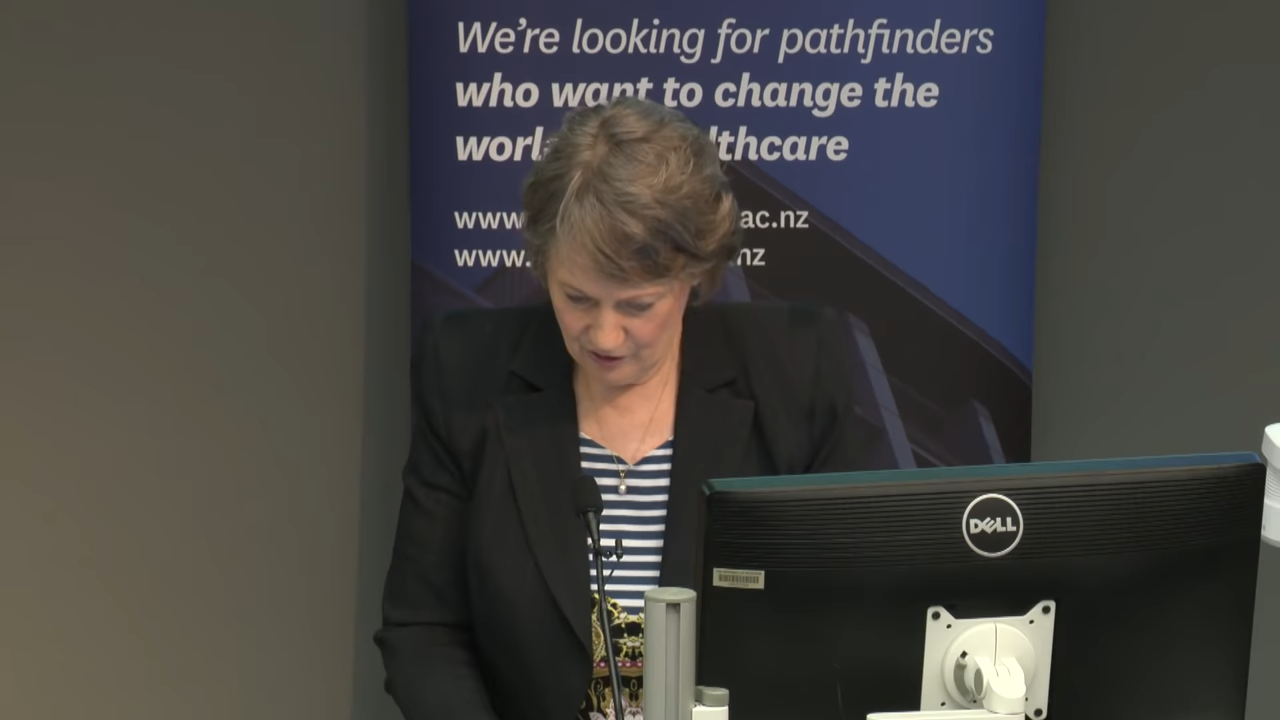 We're looking for pathfinders
who want to change the
thcare
www.
ac.nz
www.
nz
DELL